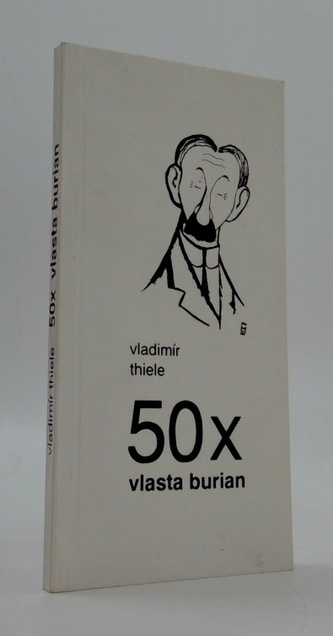 vladimír thiele 50x vlasta burian
vladimír
thiele
50x
vlasta burian